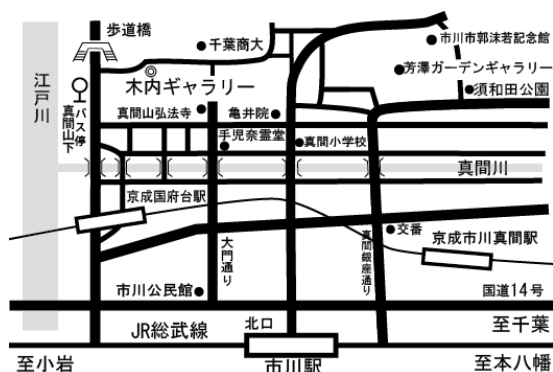 歩道橋
千葉商大
市川市郭沫若記念館
木内ギャラリー
芳澤ガーデンギャラリー
須和田公園
江戸川
バス停
真間山下
真間山弘法寺
亀井院
手児奈霊堂
真間小学校
真間川
京成国府台駅
大門通り
真間銀座通り
交番
京成市川真間駅
市川公民館
国道14号
JR総武線
北口
至千葉
至小岩
市川駅
至本八幡